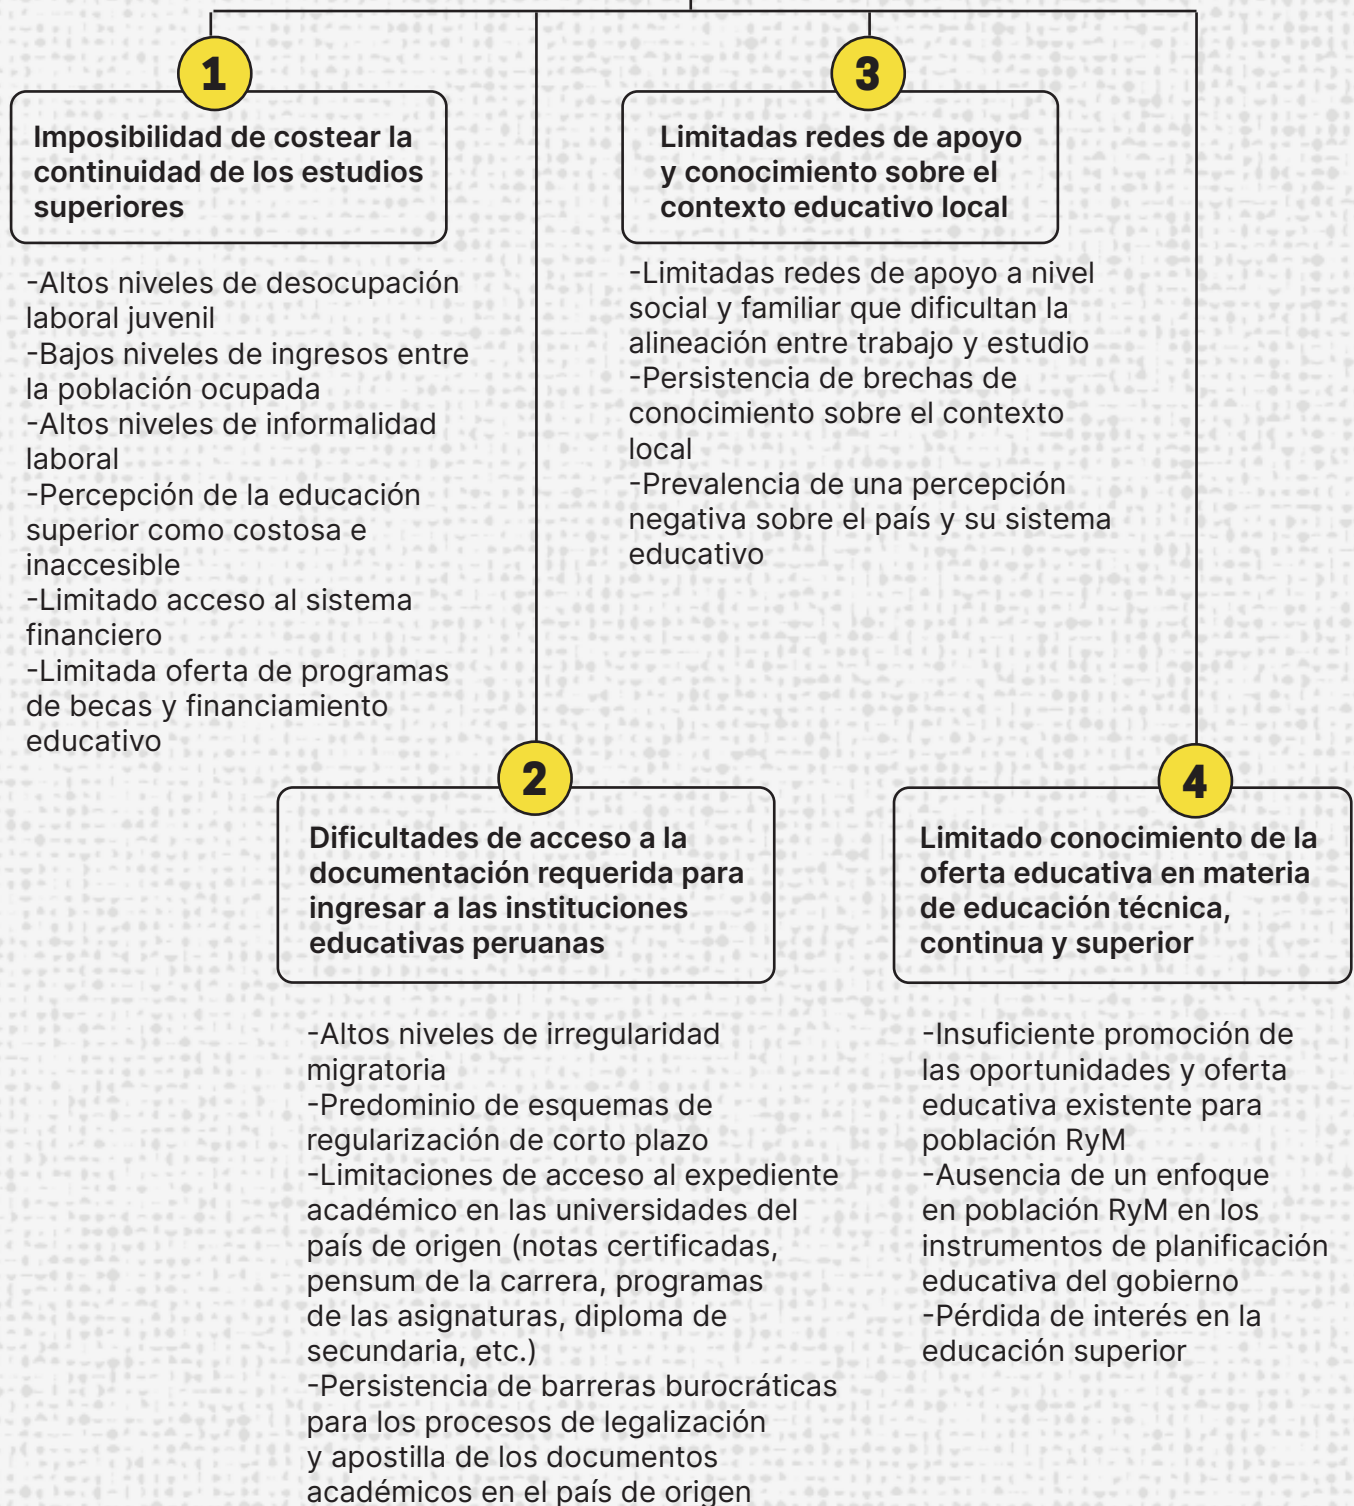 1
Imposibilidad de costear la
continuidad de los estudios
superiores
-Altos niveles de desocupación
laboral juvenil
-Bajos niveles de ingresos entre
la población ocupada
-Altos niveles de informalidad
laboral
-Percepción de la educación
superior como costosa e
inaccesible
-Limitado acceso al sistema
financiero
-Limitada oferta de programas
de becas y financiamiento
educativo
2
Dificultades de acceso a la
documentación requerida para
ingresar a las instituciones
educativas peruanas
-Altos niveles de irregularidad
migratoria
-Predominio de esquemas de
regularización de corto plazo
-Limitaciones de acceso al expediente
académico en las universidades del
país de origen (notas certificadas,
pensum de la carrera, programas
de las asignaturas, diploma de
secundaria, etc.)
-Persistencia de barreras burocráticas
para los procesos de legalización
y apostilla de los documentos
académicos en el país de origen
3
Limitadas redes de apoyo
y conocimiento sobre el
contexto educativo local
-Limitadas redes de apoyo a nivel
social y familiar que dificultan la
alineación entre trabajo y estudio
-Persistencia de brechas de
conocimiento sobre el contexto
local
-Prevalencia de una percepción
negativa sobre el país y su sistema
educativo
4
Limitado conocimiento de la
oferta educativa en materia
de educación técnica,
continua y superior
-Insuficiente promoción de
las oportunidades y oferta
educativa existente para
población RyM
-Ausencia de un enfoque
en población RyM en los
instrumentos de planificación
educativa del gobierno
-Pérdida de interés en la
educación superior